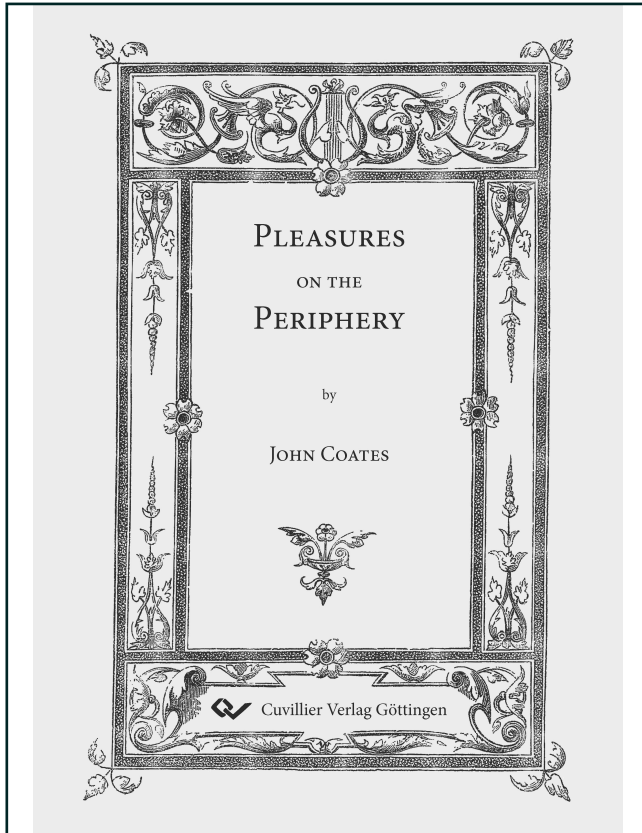 PLEASURES
ON THE
PERIPHERY
by
JOHN COATES
Cuvillier Verlag Göttingen